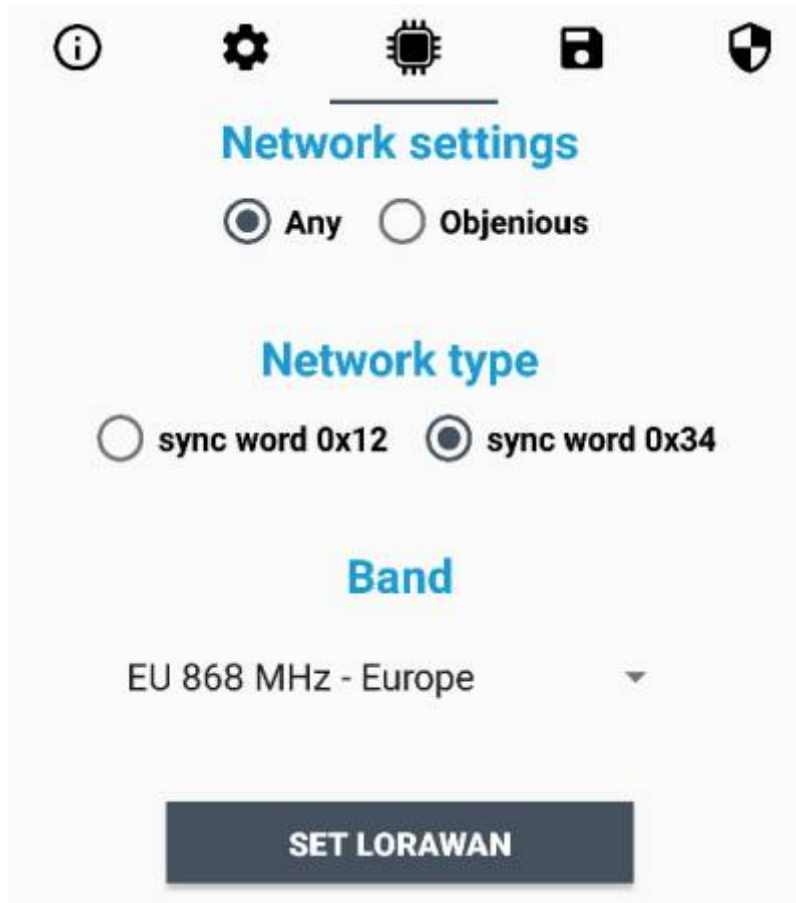 Network settings
Any Objenious
Network type
sync word 0x12 sync word 0x34
Band
EU 868 MHz - Europe
SET LORAWAN